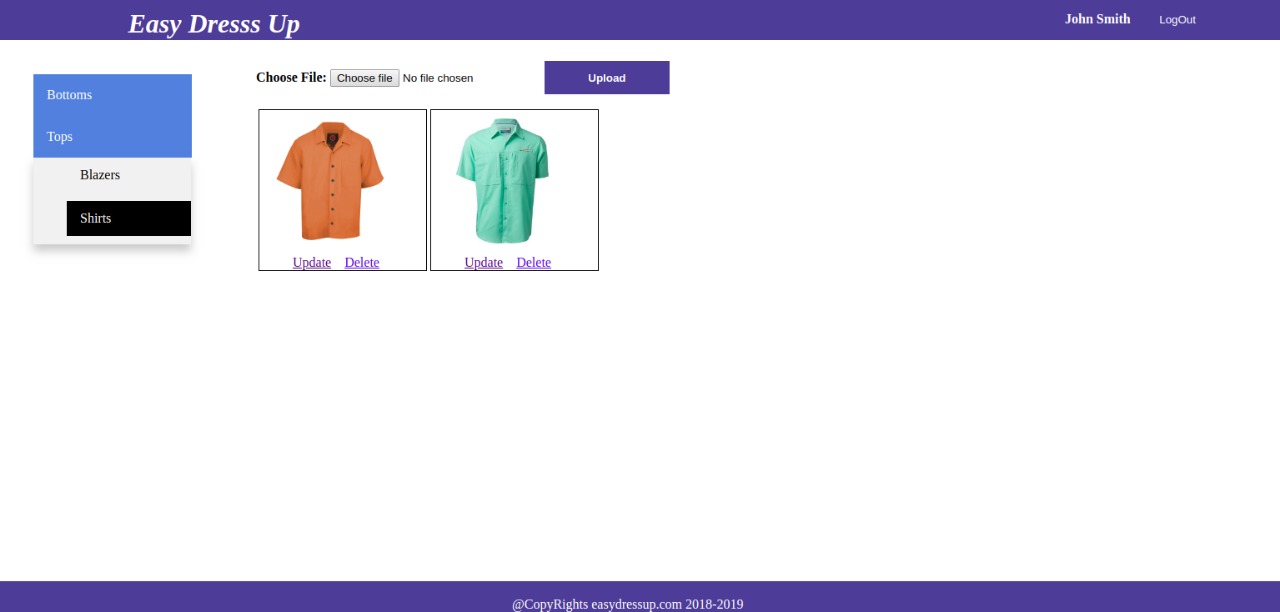 Easy Dresss Up
John Smith LogOut
Choose File: Choose file No file chosen Upload
Bottoms
Tops
Blazers
Shirts
Update Delete Update Delete
@CopyRights easydressup.com 2018-2019